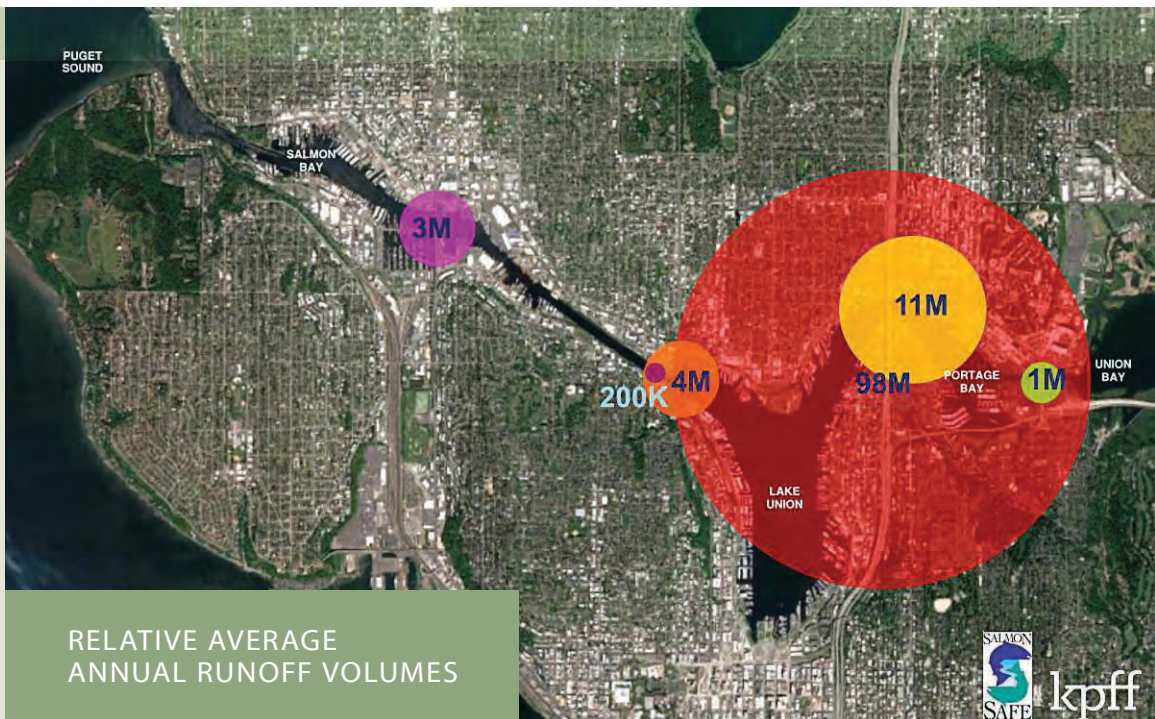 PUGET
SOUND
SALMON
BAY
3M
11M
200K
4M
98M
PORTAGE
BAY
1M
UNION
BAY
LAKE
UNION
RELATIVE AVERAGE
ANNUAL RUNOFF VOLUMES
SALMON
SAFE
kpff